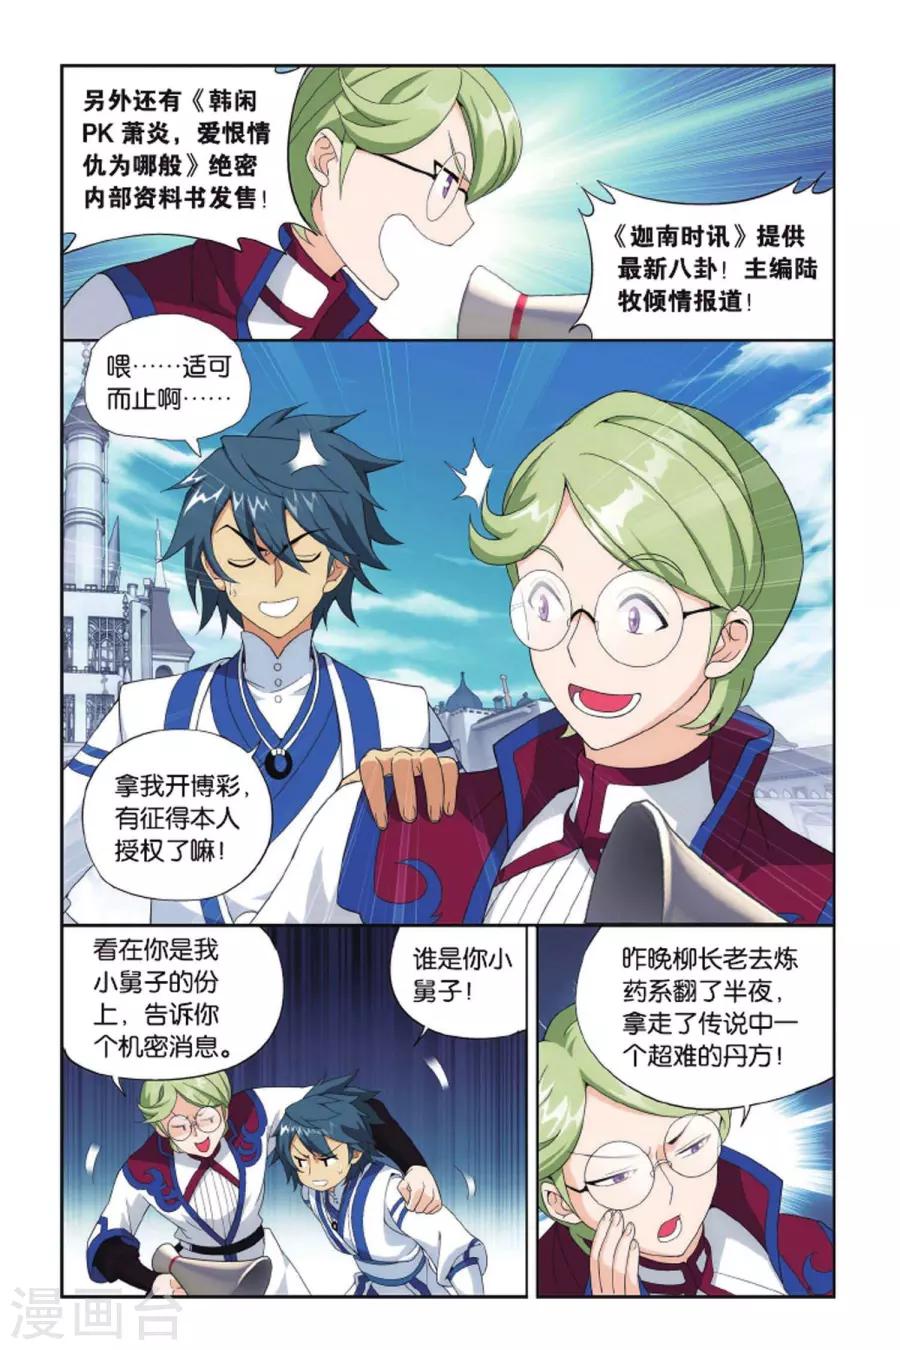 另外还有《韩闲
PK萧炎，爱恨情
仇为哪般》绝密
内部资料书发售！
《迦南时讯》提供
最新八卦！主编陆
牧倾情报道！
喂……适可
而止啊……
拿我开博彩，
有征得本人
授权了嘛！
看在你是我
小舅子的份
上，告诉你
个机密消息。
谁是你小
舅子！
昨晚柳长老去炼
药系翻了半夜，
拿走了传说中一
个超难的丹方！
漫画台